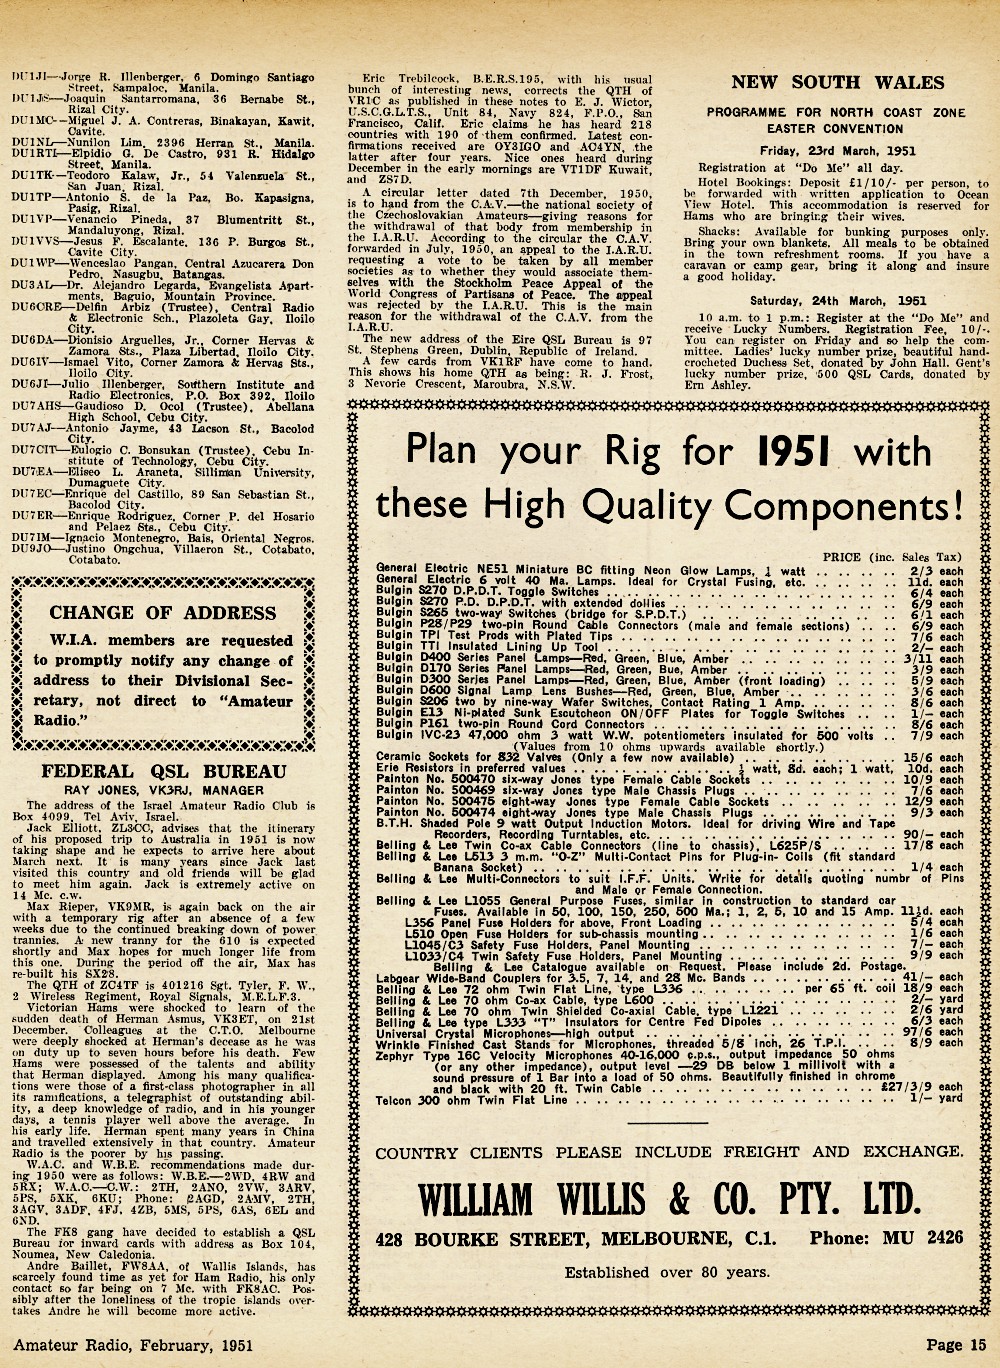 DU1JI—Jorge R. Illenberger, 6 Domingo Santiago
Street, Sampaloc, Manila.
DU1JS—Joaquin Santarromana, 36 Bernabe St.,
Rizal City.
DU1MC-—Miguel J. A. Contreras, Binakayan, Kawit,
Cavite.
DU1NL—Nunilon Lim, 2396 Herran St., Manila.
DU1RTI—Elpidio G. De Castro, 931 R. Hidalgo
Street, Manila.
DU1TK—Teodoro Kalaw, Jr., 54 Valenzuela St.,
San Juan, Rizal.
DU1TP—Antonio S. de la Paz, Bo. Kapasigna,
Pasig, Rizal.
DU1VP—Venancio Pineda, 37 Blumentritt St.,
Mandaluyong, Rizal.
DU1VVS—Jesus F. Escalante, 136 P. Burgos St.,
Cavite City.
DU1WP—Wenceslao Pangan, Central Azucarera Don
Pedro, Nasugbu, Batangas.
DU3AL—Dr. Alejandro Legarda, Evangelista Apart-
ments, Baguio, Mountain Province.
DU6CRE—Delfin Arbiz (Trustee), Central Radio
& Electronic Sch., Plazoleta Gay, Iloilo
City.
DU6DA—Dionisio Arguelles, Jr., Corner Hervas &
Zamora Sts., Plaza Libertad, Iloilo City.
DU6IV—Ismael Vito, Corner Zamora & Hervas Sts.,
Iloilo City.
DU6JI—Julio Illenberger, Southern Institute and
Radio Electronics, P.O. Box 392, Iloilo
DU7AHS—Gaudioso D. Ocol (Trustee), Abellana
High School, Cebu City.
DU7AJ—Antonio Jayme, 43 Lacson St., Bacolod
City.
DU7CIT—Eulogio C. Bonsukan (Trustee), Cebu In-
stitute of Technology, Cebu City.
DU7EA—Eliseo L. Araneta, Silliman University,
Dumaguete City.
DU7EC—Enrique del Castillo, 89 San Sebastian St.,
Bacolod City.
DU7ER—Enrique Rodriguez, Corner P. del Hosario
and Pelaez Sts., Cebu City.
DU7IM—Ignacio Montenegro, Bais, Oriental Negros.
DU9JO—Justino Ongchua, Villaeron St., Cotabato,
Cotabato.
CHANGE OF ADDRESS
W.I.A. members are requested
to promptly notify any change of
address to their Divisional Sec-
retary, not direct to "Amateur
Radio."
FEDERAL QSL BUREAU
RAY JONES, VK3RJ, MANAGER
The address of the Israel Amateur Radio Club is
Box 4099, Tel Aviv, Israel.
Jack Elliott, ZL3CC, advises that the itinerary
of his proposed trip to Australia in 1951 is now
taking shape and he expects to arrive here about
March next. It is many years since Jack last
visited this country and old friends will be glad
to meet him again. Jack is extremely active on
14 Mc. c.w.
Max Rieper, VK9MR, is again back on the air
with a temporary rig after an absence of a few
weeks due to the continued breaking down of power
trannies. A new tranny for the 610 is expected
shortly and Max hopes for much longer life from
this one. During the period off the air, Max has
re-built his SX28.
The QTH of ZC4TF is 401216 Sgt. Tyler, F. W.,
2 Wireless Regiment, Royal Signals, M.E.L.F.3.
Victorian Hams were shocked to learn of the
sudden death of Herman Asmus, VK3ET, on 21st
December. Colleagues at the C.T.O. Melbourne
were deeply shocked at Herman's decease as he was
on duty up to seven hours before his death. Few
Hams were possessed of the talents and ability
that Herman displayed. Among his many qualifica-
tions were those of a first-class photographer in all
its ramifications, a telegraphist of outstanding abil-
ity, a deep knowledge of radio, and in his younger
days, a tennis player well above the average. In
his early life, Herman spent many years in China
and travelled extensively in that country. Amateur
Radio is the poorer by his passing.
W.A.C. and W.B.E. recommendations made dur-
ing 1950 were as follows: W.B.E.—2WD, 4RW and
5RX; W.A.C.—C.W.: 2TH, 2ANO, 2VW, 3ARV,
5PS, 5XK, 6KU; Phone: 2AGD, 2AMV, 2TH,
3AGV, 3ADF, 4FJ, 4ZB, 5MS, 5PS, 6AS, 6EL and
6ND.
The FK8 gang have decided to establish a QSL
Bureau for inward cards with address as Box 104,
Noumea, New Caledonia.
Andre Baillet, FW8AA, of Wallis Islands, has
scarcely found time as yet for Ham Radio, his only
contact so far being on 7 Mc. with FK8AC. Pos-
sibly after the loneliness of the tropic islands over-
takes Andre he will become more active.
Eric Trebilcock, B.E.R.S.195, with his usual
bunch of interesting news, corrects the QTH of
VR1C as published in these notes to E. J. Wictor,
U.S.C.G.L.T.S., Unit 84, Navy 824, F.P.O., San
Francisco, Calif. Eric claims he has heard 218
countries with 190 of them confirmed. Latest con-
firmations received are OY3IGO and AC4YN, the
latter after four years. Nice ones heard during
December in the early mornings are VT1DF Kuwait,
and ZS7D.
A circular letter dated 7th December, 1950,
is to hand from the C.A.V.—the national society of
the Czechoslovakian Amateurs—giving reasons for
the withdrawal of that body from membership in
the I.A.R.U. According to the circular the C.A.V.
forwarded in July, 1950, an appeal to the I.A.R.U.
requesting a vote to be taken by all member
societies as to whether they would associate them-
selves with the Stockholm Peace Appeal of the
World Congress of Partisans of Peace. The appeal
was rejected by the I.A.R.U. This is the main
reason for the withdrawal of the C.A.V. from the
I.A.R.U.
The new address of the Eire QSL Bureau is 97
St. Stephens Green, Dublin, Republic of Ireland.
A few cards from VK1RF have come to hand.
This shows his home QTH as being: R. J. Frost,
3 Nevorie Crescent, Maroubra, N.S.W.
NEW SOUTH WALES
PROGRAMME FOR NORTH COAST ZONE
EASTER CONVENTION
Friday, 23rd March, 1951
Registration at "Do Me" all day.
Hotel Bookings: Deposit £1/10/- per person, to
be forwarded with written application to Ocean
View Hotel. This accommodation is reserved for
Hams who are bringing their wives.
Shacks: Available for bunking purposes only.
Bring your own blankets. All meals to be obtained
in the town refreshment rooms. If you have a
caravan or camp gear, bring it along and insure
a good holiday.
Saturday, 24th March, 1951
10 a.m. to 1 p.m.: Register at the "Do Me" and
receive Lucky Numbers. Registration Fee, 10/-.
You can register on Friday and so help the com-
mittee. Ladies' lucky number prize, beautiful hand-
crocheted Duchess Set, donated by John Hall. Gent's
lucky number prize, 500 QSL Cards, donated by
Ern Ashley.
Plan your Rig for 1951 with
these High Quality Components!
PRICE (inc. Sales Tax)
General Electric NE51 Miniature BC fitting Neon Glow Lamps, watt .. .. .. .. 2/3 each
General Electric 6 volt 40 Ma. Lamps. Ideal for Crystal Fusing, etc. .. .. .. .. 11d. each
Bulgin S270 D.P.D.T. Toggle Switches .. .. .. .. 6/4 each
Bulgin S270 P.D. D.P.D.T. with extended dollies .. .. .. .. 6/9 each
Bulgin S265 two-way Switches (bridge for S.P.D.T.) .. .. .. .. 6/1 each
Bulgin P28/P29 two-pin Round Cable Connectors (male and female sections) .. .. 6/9 each
Bulgin TPI Test Prods with Plated Tips .. .. .. .. 7/6 each
Bulgin TTI Insulated Lining Up Tool .. .. .. .. 2/— each
Bulgin D400 Series Panel Lamps—Red, Green, Blue, Amber .. .. .. .. 3/11 each
Bulgin D170 Series Panel Lamps—Red, Green, Bue, Amber .. .. .. .. 3/9 each
Bulgin D300 Series Panel Lamps—Red, Green, Blue, Amber (front loading) .. .. 5/9 each
Bulgin D600 Signal Lamp Lens Bushes—Red, Green, Blue, Amber .. .. .. .. 3/6 each
Bulgin S206 two by nine-way Wafer Switches, Contact Rating 1 Amp. .. .. .. 8/6 each
Bulgin E13 Ni-plated Sunk Escutcheon ON/OFF Plates for Toggle Switches .. .. 1/— each
Bulgin P161 two-pin Round Cord Connectors .. .. .. .. 8/6 each
Bulgin IVC-23 47,000 ohm 3 watt W.W. potentiometers insulated for 500 volts .. 7/9 each
(Values from 10 ohms upwards available shortly.)
Ceramic Sockets for 832 Valves (Only a few now available) .. .. .. .. 15/6 each
Erie Resistors in preferred values .. .. .. .. watt, 8d. each; 1 watt, 10d. each
Painton No. 500470 six-way Jones type Female Cable Sockets .. .. .. .. 10/9 each
Painton No. 500469 six-way Jones type Male Chassis Plugs .. .. .. .. 7/6 each
Painton No. 500475 eight-way Jones type Female Cable Sockets .. .. .. .. 12/9 each
Painton No. 500474 eight-way Jones type Male Chassis Plugs .. .. .. .. 9/3 each
B.T.H. Shaded Pole 9 watt Output Induction Motors. Ideal for driving Wire and Tape
Recorders, Recording Turntables, etc. .. .. .. .. 90/— each
Belling & Lee Twin Co-ax Cable Connectors (line to chassis), L625P/S .. .. .. 17/8 each
Belling & Lee L513 3 m.m. "O-Z" Multi-Contact Pins for Plug-in- Coils (fit standard
Banana Socket) .. .. .. .. 1/4 each
Belling & Lee Multi-Connectors to suit I.F.F. Units. Write for details quoting numbr of Pins
and Male or Female Connection.
Belling & Lee L1055 General Purpose Fuses, similar in construction to standard car
Fuses. Available in 50, 100, 150, 250, 500 Ma.; 1, 2, 5, 10 and 15 Amp. 11½d. each
L356 Panel Fuse Holders for above, Front Loading .. .. .. .. 5/4 each
L510 Open Fuse Holders for sub-chassis mounting .. .. .. .. 1/6 each
L1045/C3 Safety Fuse Holders, Panel Mounting .. .. .. .. 7/— each
L1033/C4 Twin Safety Fuse Holders, Panel Mounting .. .. .. .. 9/9 each
Belling & Lee Catalogue available on Request. Please include 2d. Postage.
Labgear Wide-Band Couplers for 3.5, 7, 14, and 28 Mc. Bands .. .. .. .. 41/— each
Belling & Lee 72 ohm Twin Flat Line, type L336 .. .. .. .. per 65 ft. coil 18/9 each
Belling & Lee 70 ohm Co-ax Cable, type L600 .. .. .. .. 2/— yard
Belling & Lee 70 ohm Twin Shielded Co-axial Cable, type L1221 .. .. .. .. 2/6 yard
Belling & Lee type L333 "T" Insulators for Centre Fed Dipoles .. .. .. .. 6/3 each
Universal Crystal Microphones—high output .. .. .. .. 97/6 each
Wrinkle Finished Cast Stands for Microphones, threaded 5/8 inch, 26 T.P.I. .. .. 8/9 each
Zephyr Type 16C Velocity Microphones 40-16,000 c.p.s., output impedance 50 ohms
(or any other impedance), output level —29 DB below 1 millivolt with a
sound pressure of 1 Bar into a load of 50 ohms. Beautifully finished in chrome
and black with 20 ft. Twin Cable .. .. .. .. £27/3/9 each
Telcon 300 ohm Twin Flat Line .. .. .. .. 1/— yard
COUNTRY CLIENTS PLEASE INCLUDE FREIGHT AND EXCHANGE.
WILLIAM WILLIS & CO. PTY. LTD.
428 BOURKE STREET, MELBOURNE, C.1. Phone: MU 2426
Established over 80 years.
Amateur Radio, February, 1951
Page 15